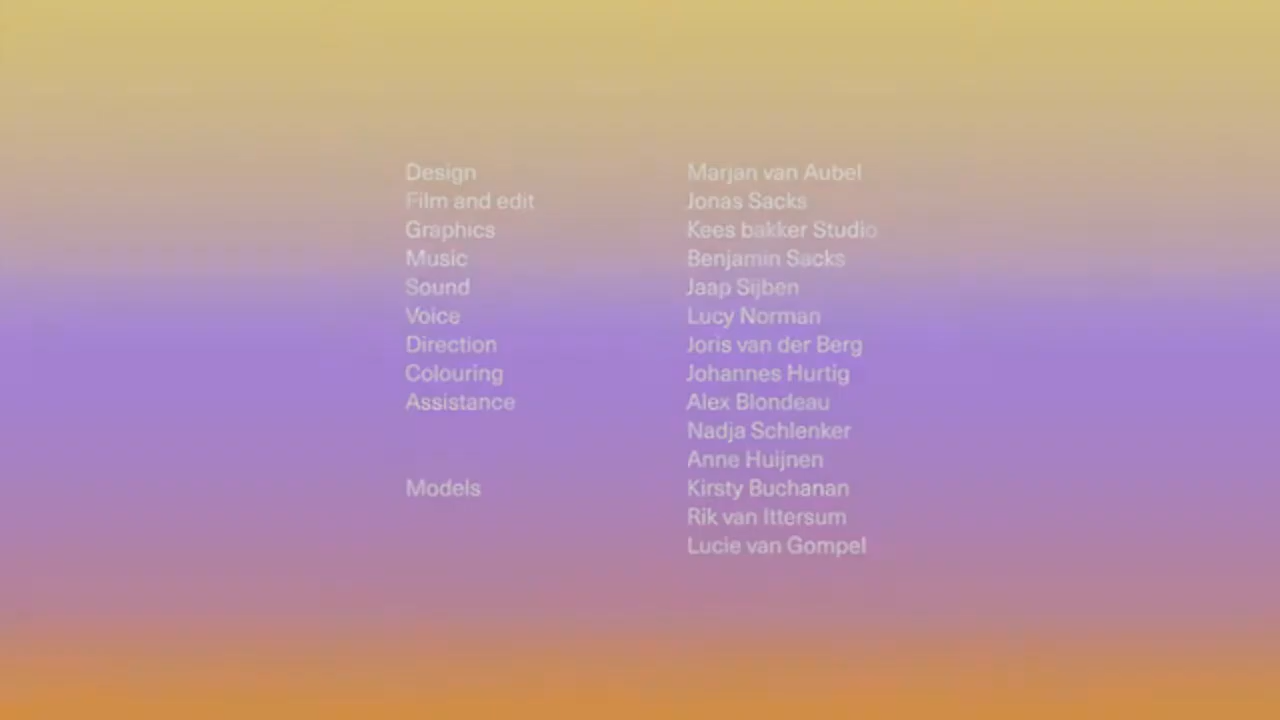 Design Marjan van Aubel
Film and edit Jonas Sacks
Graphics Kees bakker Studio
Music Benjamin Sacks
Sound Jaap Sijben
Voice Lucy Norman
Direction Joris van der Berg
Colouring Johannes Hurtig
Assistance Alex Blondeau
Nadja Schlenker
Anne Huijnen
Models Kirsty Buchanan
Rik van Ittersum
Lucie van Gompel